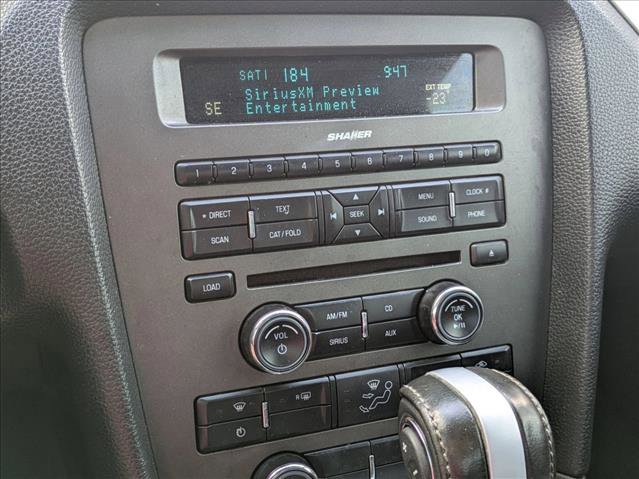 SAT1 184 947
SiriusXM Preview
EXT TEMP
SE Entertainment -23°
SHAKER
1 2 3 4 5 6 7 8 9 0
* DIRECT TEXT SEEK MENU CLOCK #
SCAN CAT/FOLD SOUND PHONE
LOAD
AM/FM CD
VOL TUNE
OK
SIRIUS AUX
R